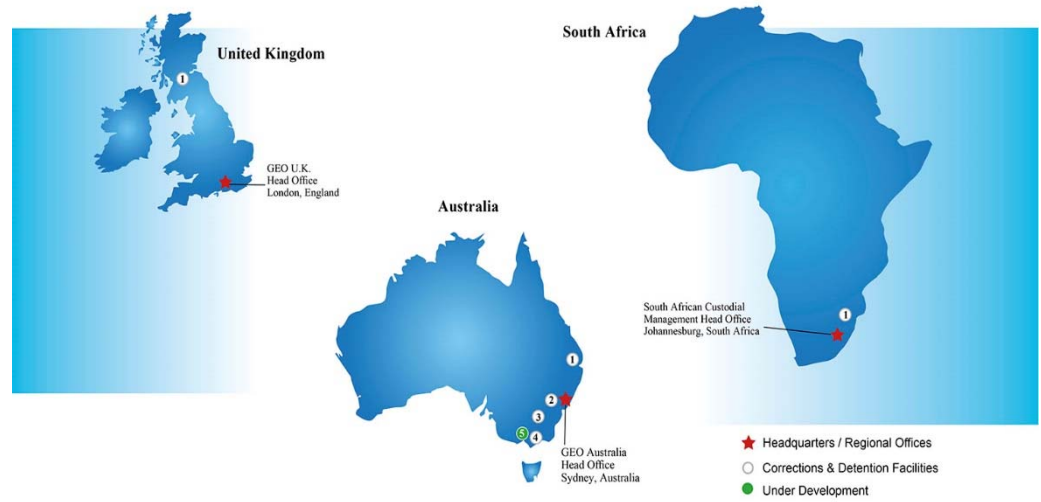 United Kingdom
1
GEO U.K.
Head Office
London, England
Australia
1
2
3
5
4
GEO Australia
Head Office
Sydney, Australia
South Africa
1
South African Custodial
Management Head Office
Johannesburg, South Africa
Headquarters / Regional Offices
Corrections & Detention Facilities
Under Development